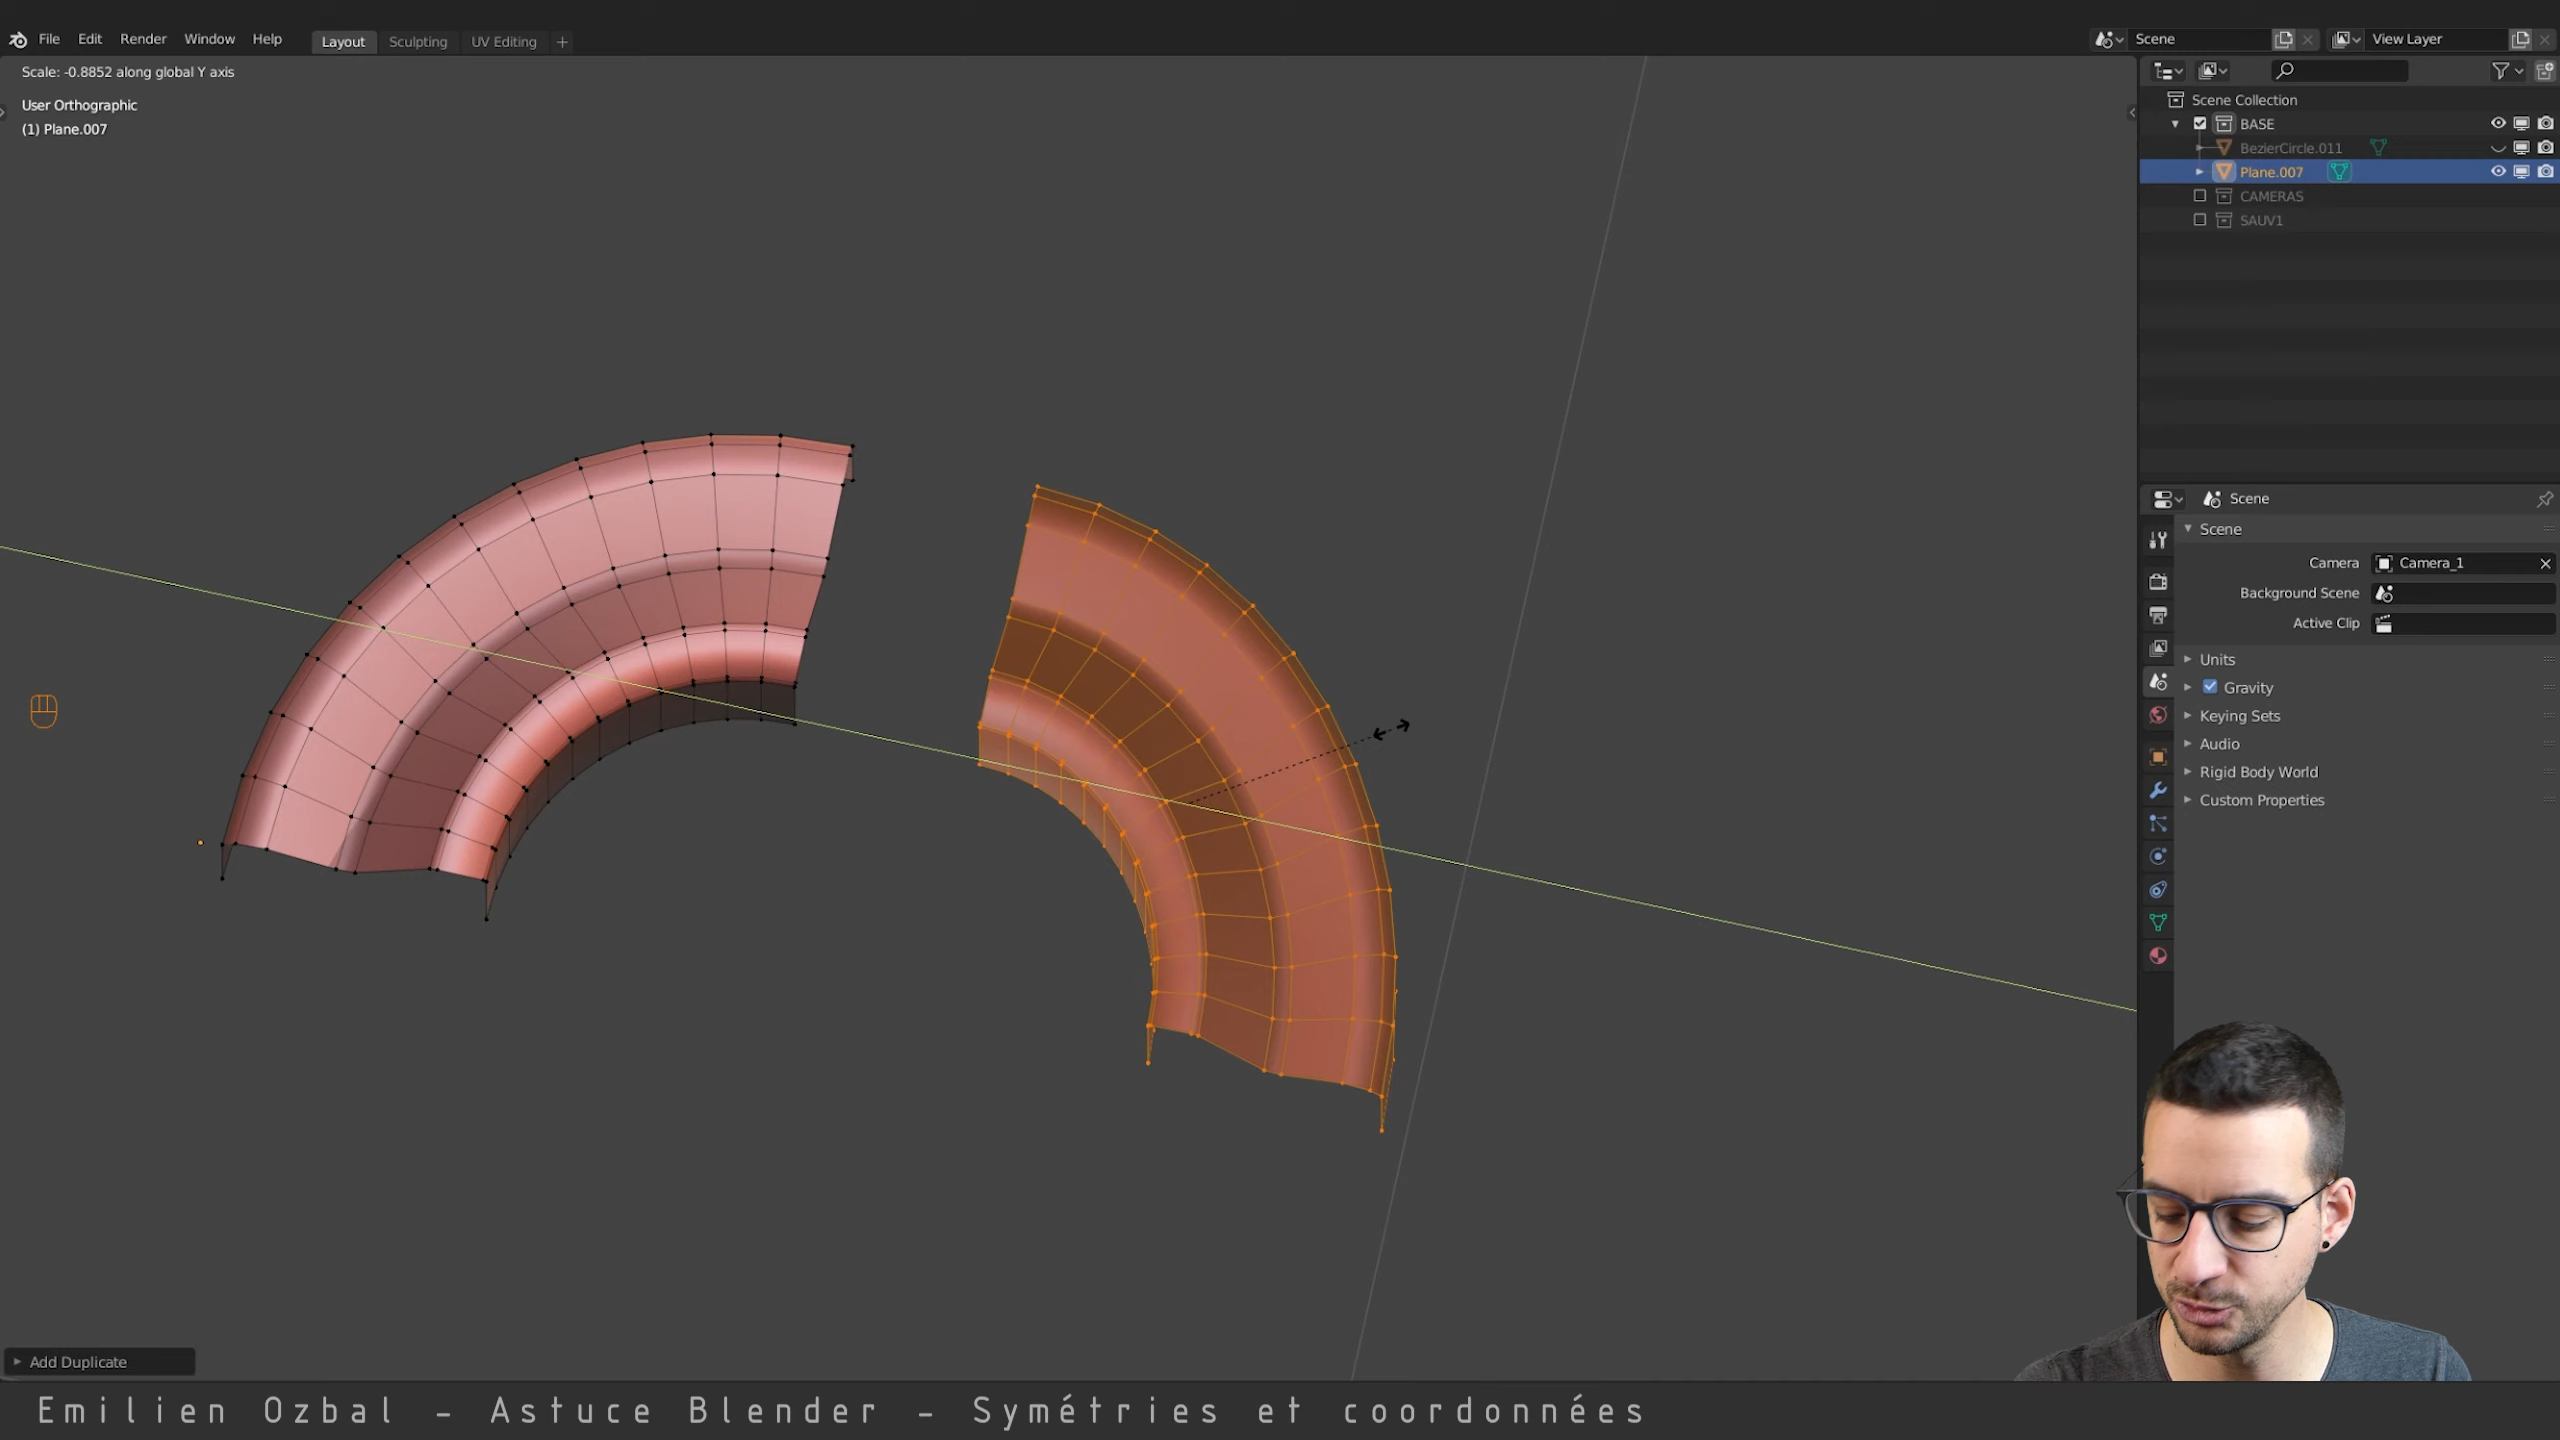 File Edit Render Window Help Layout Sculpting UV Editing + Scene View Layer
Scale: -0.8852 along global Y axis
User Orthographic
(1) Plane.007
Scene Collection
BASE
BezierCircle.011
Plane.007
CAMERAS
SAUV1
Scene
Scene
Camera Camera_1
Background Scene
Active Clip
Units
Gravity
Keying Sets
Audio
Rigid Body World
Custom Properties
Add Duplicate
Emilien Ozbal - Astuce Blender - Symétries et coordonnées